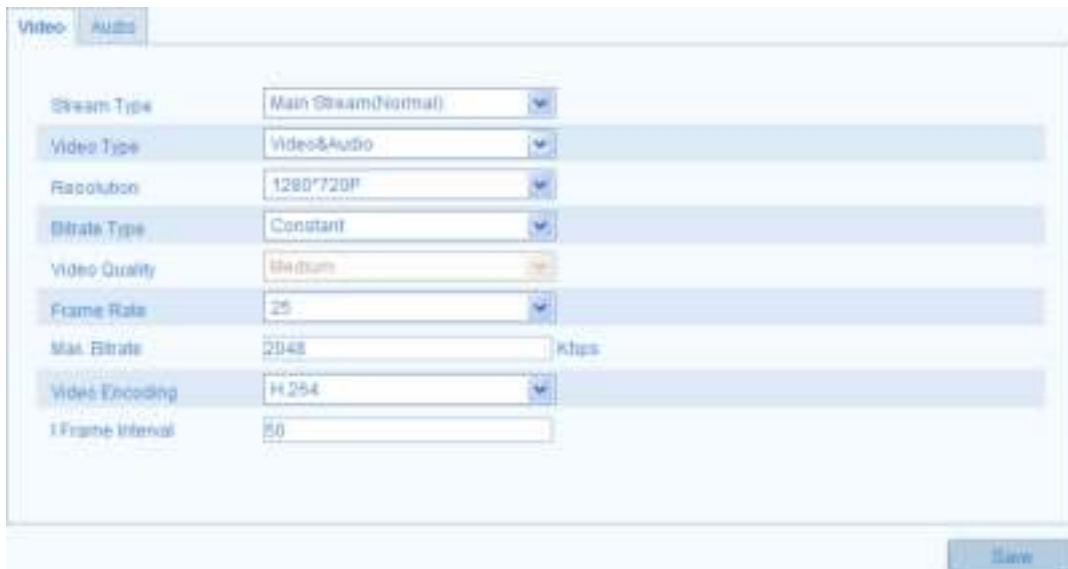 Video Audio
Stream Type Main Stream(Normal)
Video Type Video&Audio
Resolution 1280*720P
Bitrate Type Constant
Video Quality Medium
Frame Rate 25
Max. Bitrate 2048 Kbps
Video Encoding H.264
I Frame Interval 50
Save